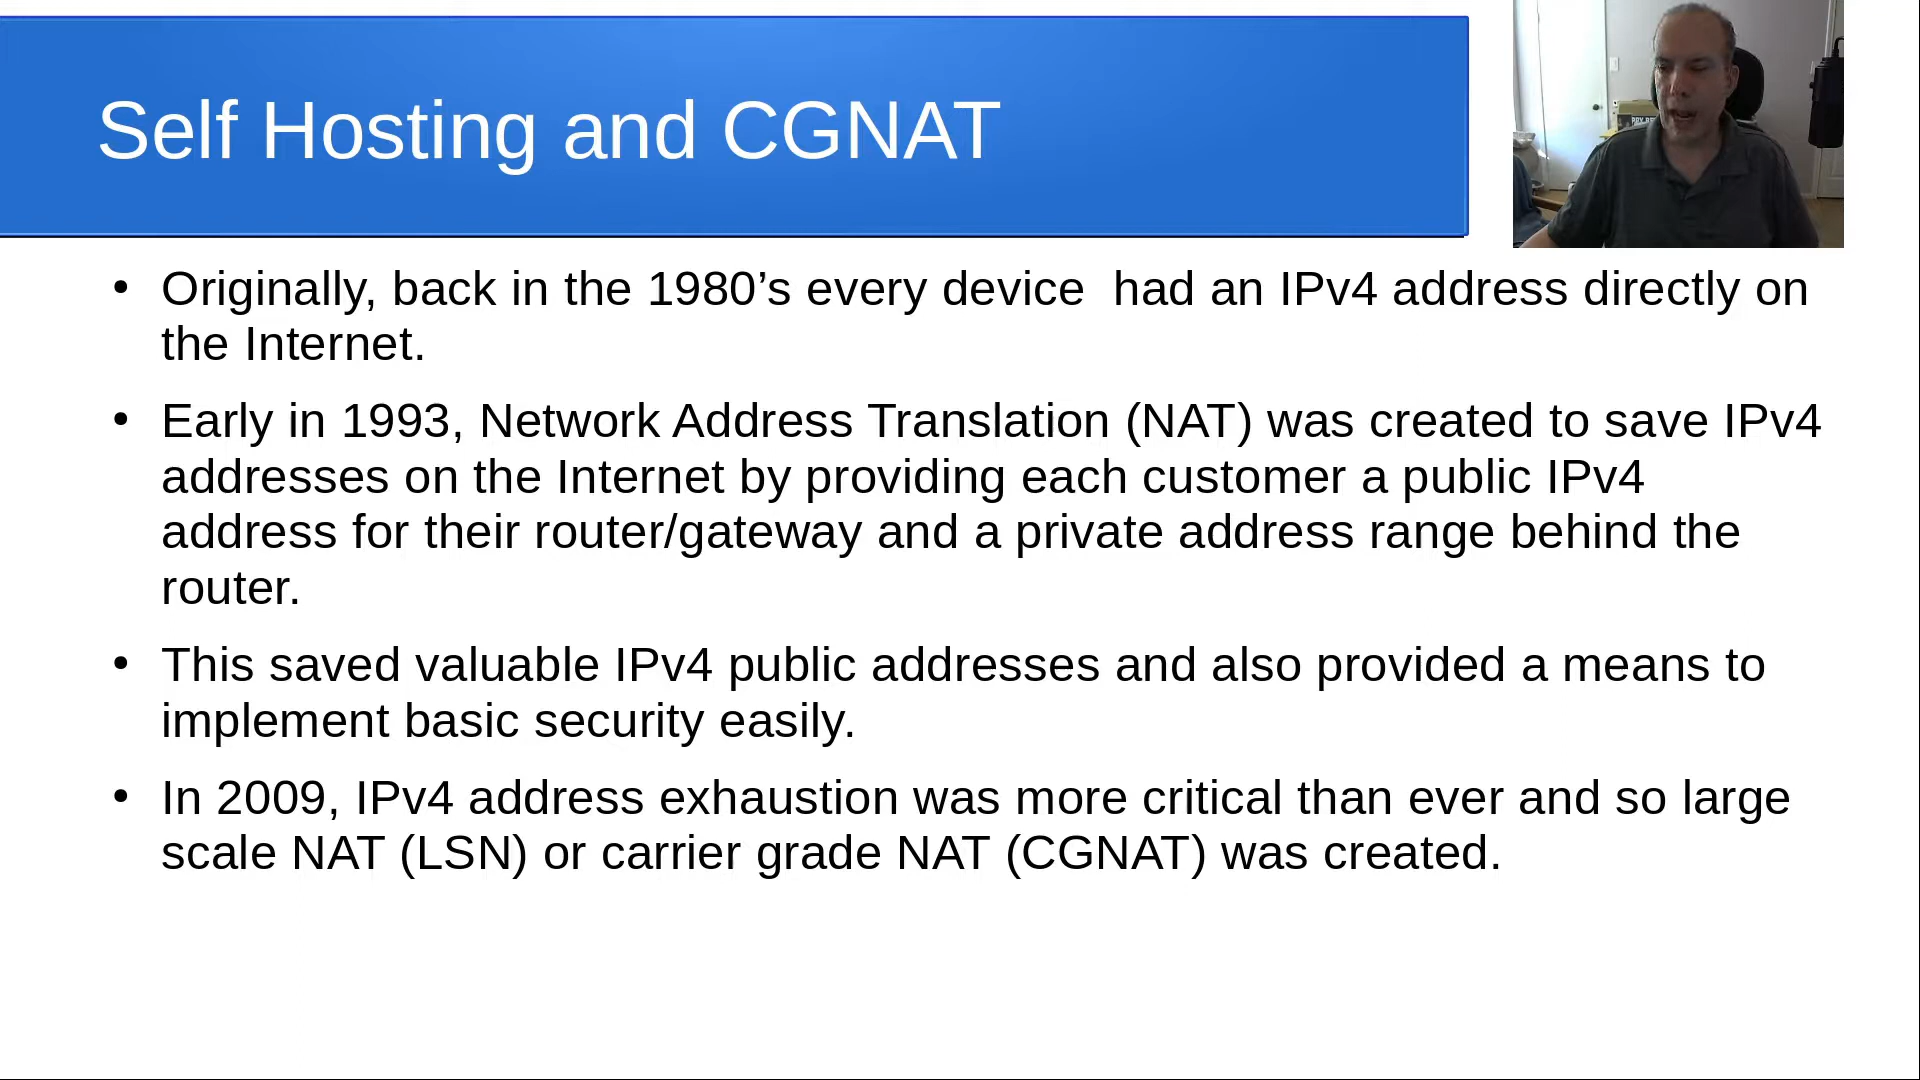 Self Hosting and CGNAT
• Originally, back in the 1980’s every device  had an IPv4 address directly on
the Internet.
• Early in 1993, Network Address Translation (NAT) was created to save IPv4
addresses on the Internet by providing each customer a public IPv4
address for their router/gateway and a private address range behind the
router.
• This saved valuable IPv4 public addresses and also provided a means to
implement basic security easily.
• In 2009, IPv4 address exhaustion was more critical than ever and so large
scale NAT (LSN) or carrier grade NAT (CGNAT) was created.